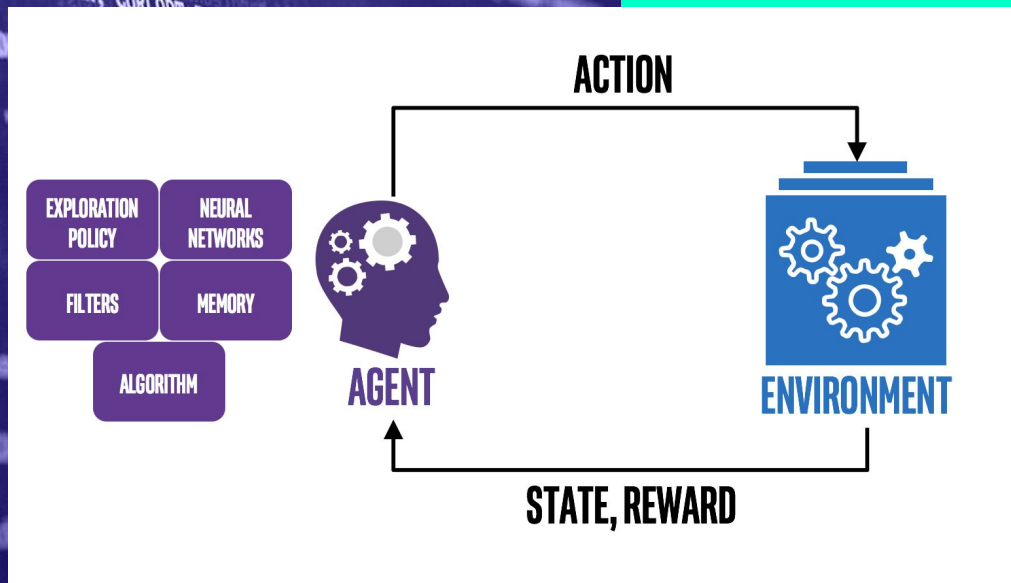 ACTION
EXPLORATION
POLICY
NEURAL
NETWORKS
FILTERS
MEMORY
ALGORITHM
AGENT
ENVIRONMENT
STATE, REWARD